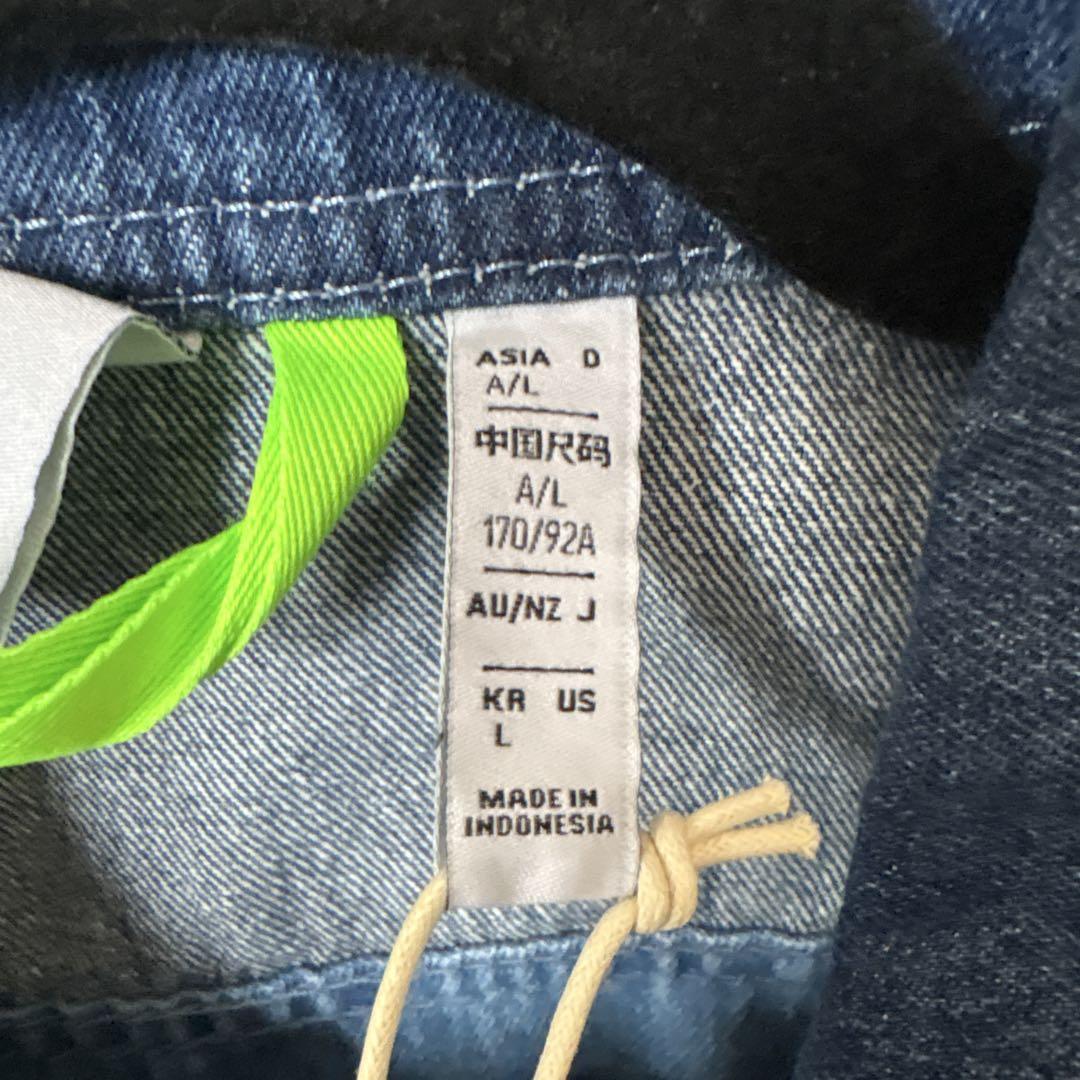 ASIA D
A/L
中国尺码
A/L
170/92A
AU/NZ J
KR US
L
MADE IN
INDONESIA